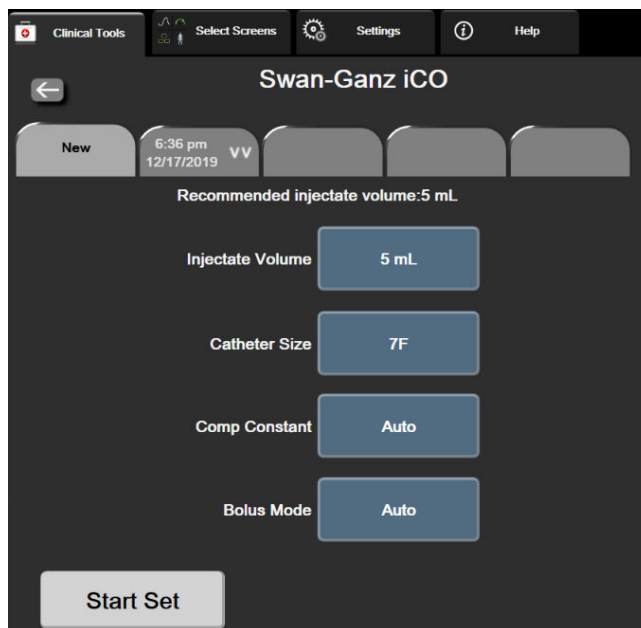 Clinical Tools
Select Screens
Settings
Help
Swan-Ganz iCO
New
6:36 pm
12/17/2019
Recommended injectate volume:5 mL
Injectate Volume 5 mL
Catheter Size 7F
Comp Constant Auto
Bolus Mode Auto
Start Set